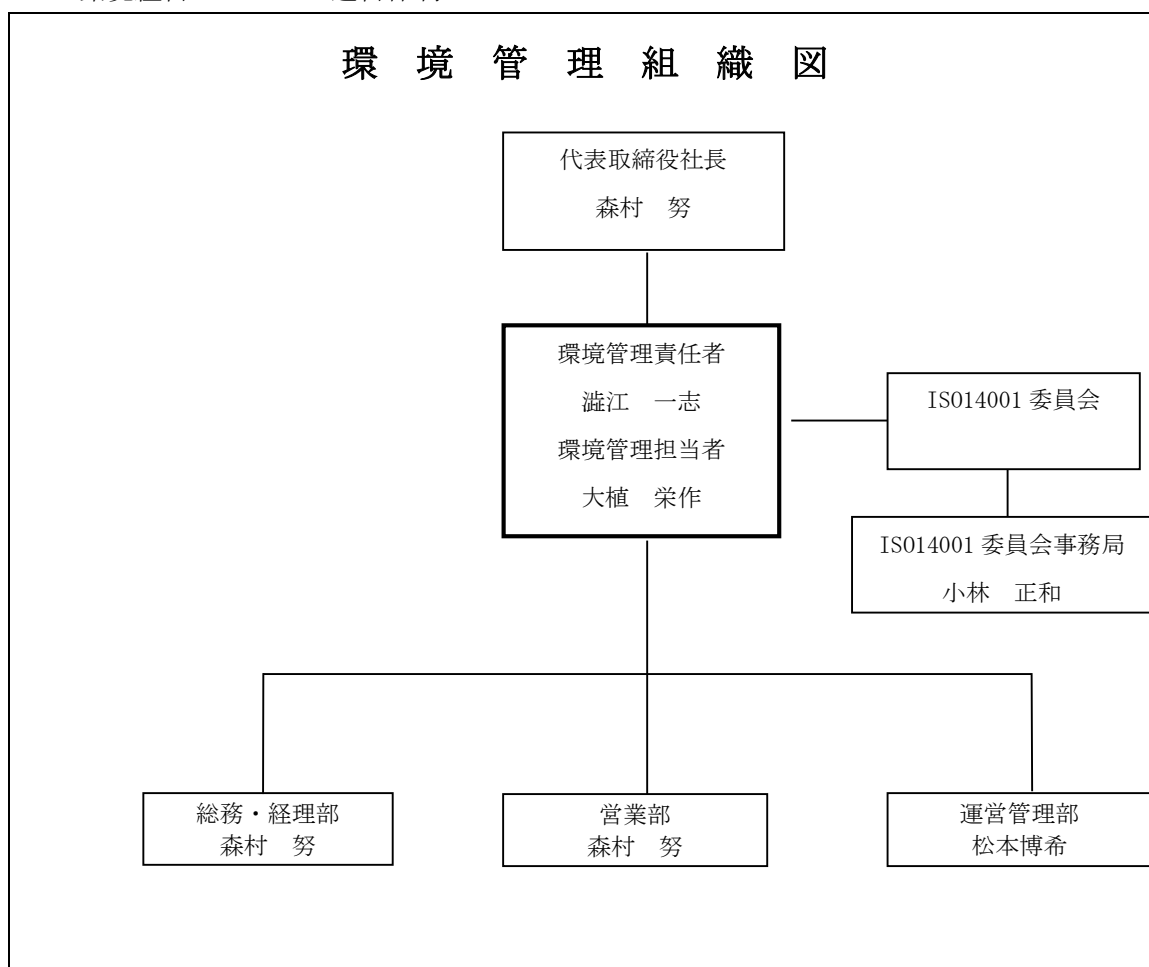 環 境 管 理 組 織 図
代表取締役社長
森村　努
環境管理責任者
澁江　一志
環境管理担当者
大植　栄作
ISO14001 委員会
ISO14001 委員会事務局
小林　正和
総務・経理部
森村　努
営業部
森村　努
運営管理部
松本博希